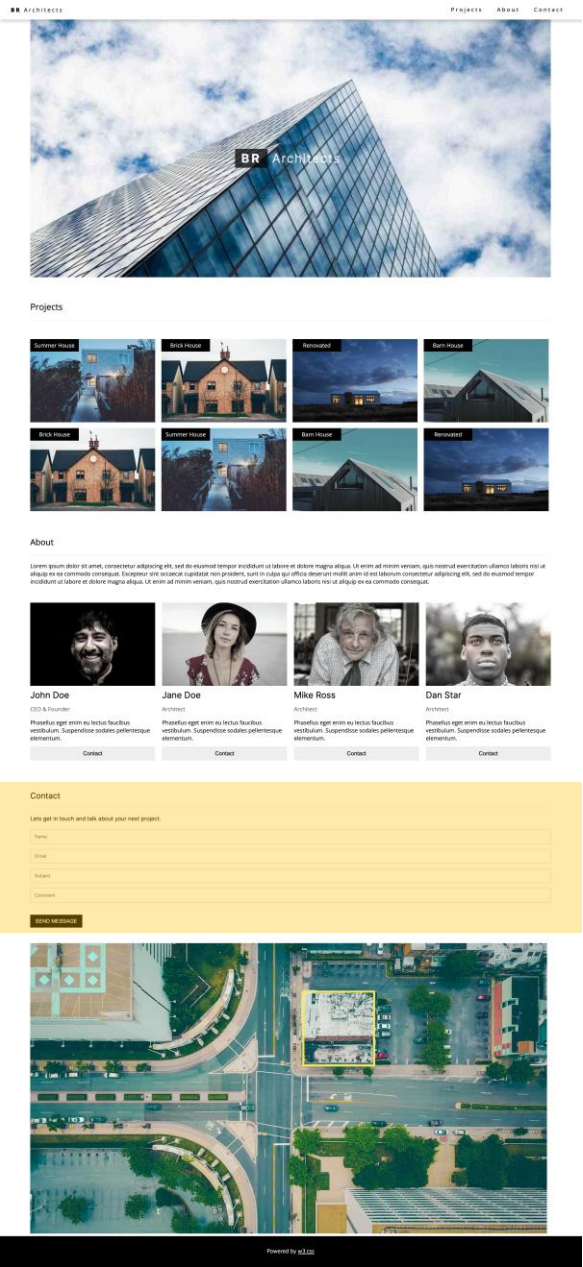 BR Architects
Projects About Contact
BR Architects
Projects
Summer House
Brick House
Renovated
Barn House
Brick House
Summer House
Barn House
Renovated
About
Lorem ipsum dolor sit amet, consectetur adipiscing elit, sed do eiusmod tempor incididunt ut labore et dolore magna aliqua. Ut enim ad minim veniam, quis nostrud exercitation ullamco laboris nisi ut
aliquip ex ea commodo consequat. Excepteur sint occaecat cupidatat non proident, sunt in culpa qui officia deserunt mollit anim id est laborum consectetur adipiscing elit, sed do eiusmod tempor
incididunt ut labore et dolore magna aliqua. Ut enim ad minim veniam, quis nostrud exercitation ullamco laboris nisi ut aliquip ex ea commodo consequat.
John Doe
CEO & Founder
Phasellus eget enim eu lectus faucibus
vestibulum. Suspendisse sodales pellentesque
elementum.
Contact
Jane Doe
Architect
Phasellus eget enim eu lectus faucibus
vestibulum. Suspendisse sodales pellentesque
elementum.
Contact
Mike Ross
Architect
Phasellus eget enim eu lectus faucibus
vestibulum. Suspendisse sodales pellentesque
elementum.
Contact
Dan Star
Architect
Phasellus eget enim eu lectus faucibus
vestibulum. Suspendisse sodales pellentesque
elementum.
Contact
Contact
Lets get in touch and talk about your next project.
Name
Email
Subject
Comment
SEND MESSAGE
Powered by w3.css